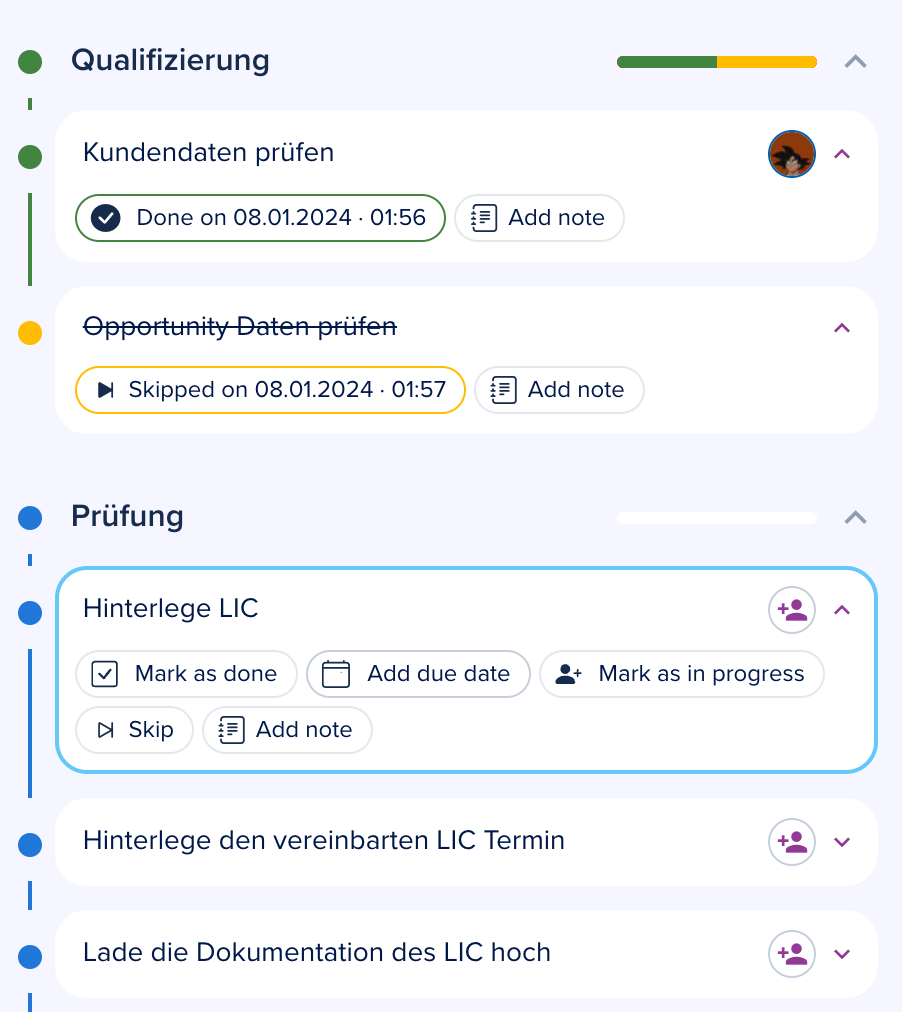 Qualifizierung
Kundendaten prüfen
Done on 08.01.2024 · 01:56 Add note
Opportunity Daten prüfen
Skipped on 08.01.2024 · 01:57 Add note
Prüfung
Hinterlege LIC
Mark as done Add due date Mark as in progress
Skip Add note
Hinterlege den vereinbarten LIC Termin
Lade die Dokumentation des LIC hoch